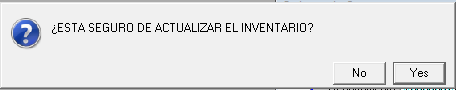 ¿ESTA SEGURO DE ACTUALIZAR EL INVENTARIO?
No
Yes